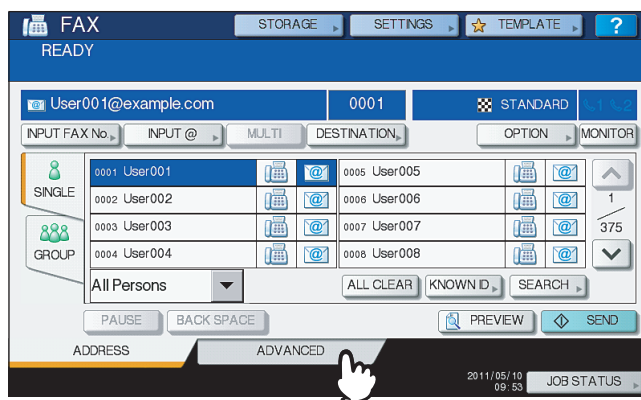 FAX STORAGE SETTINGS TEMPLATE ?
READY
User001@example.com 0001 STANDARD 1 2
INPUT FAX No. INPUT @ MULTI DESTINATION OPTION MONITOR
SINGLE
GROUP
0001 User001 0005 User005
0002 User002 0006 User006
0003 User003 0007 User007
0004 User004 0008 User008
1
375
All Persons ALL CLEAR KNOWN ID SEARCH
PAUSE BACK SPACE PREVIEW SEND
ADDRESS ADVANCED
2011/05/10
09:53
JOB STATUS